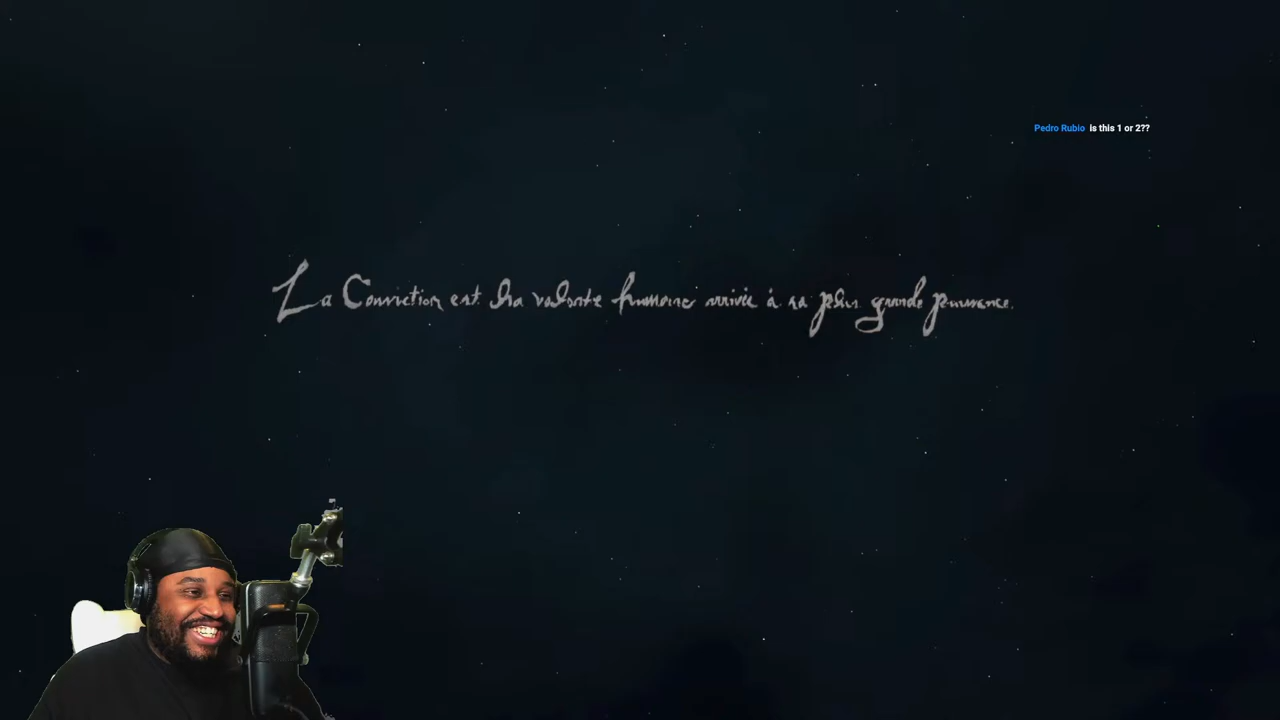 Pedro Rubio is this 1 or 2??
La Conviction est la volonté humaine arrivée à sa plus grande puissance.